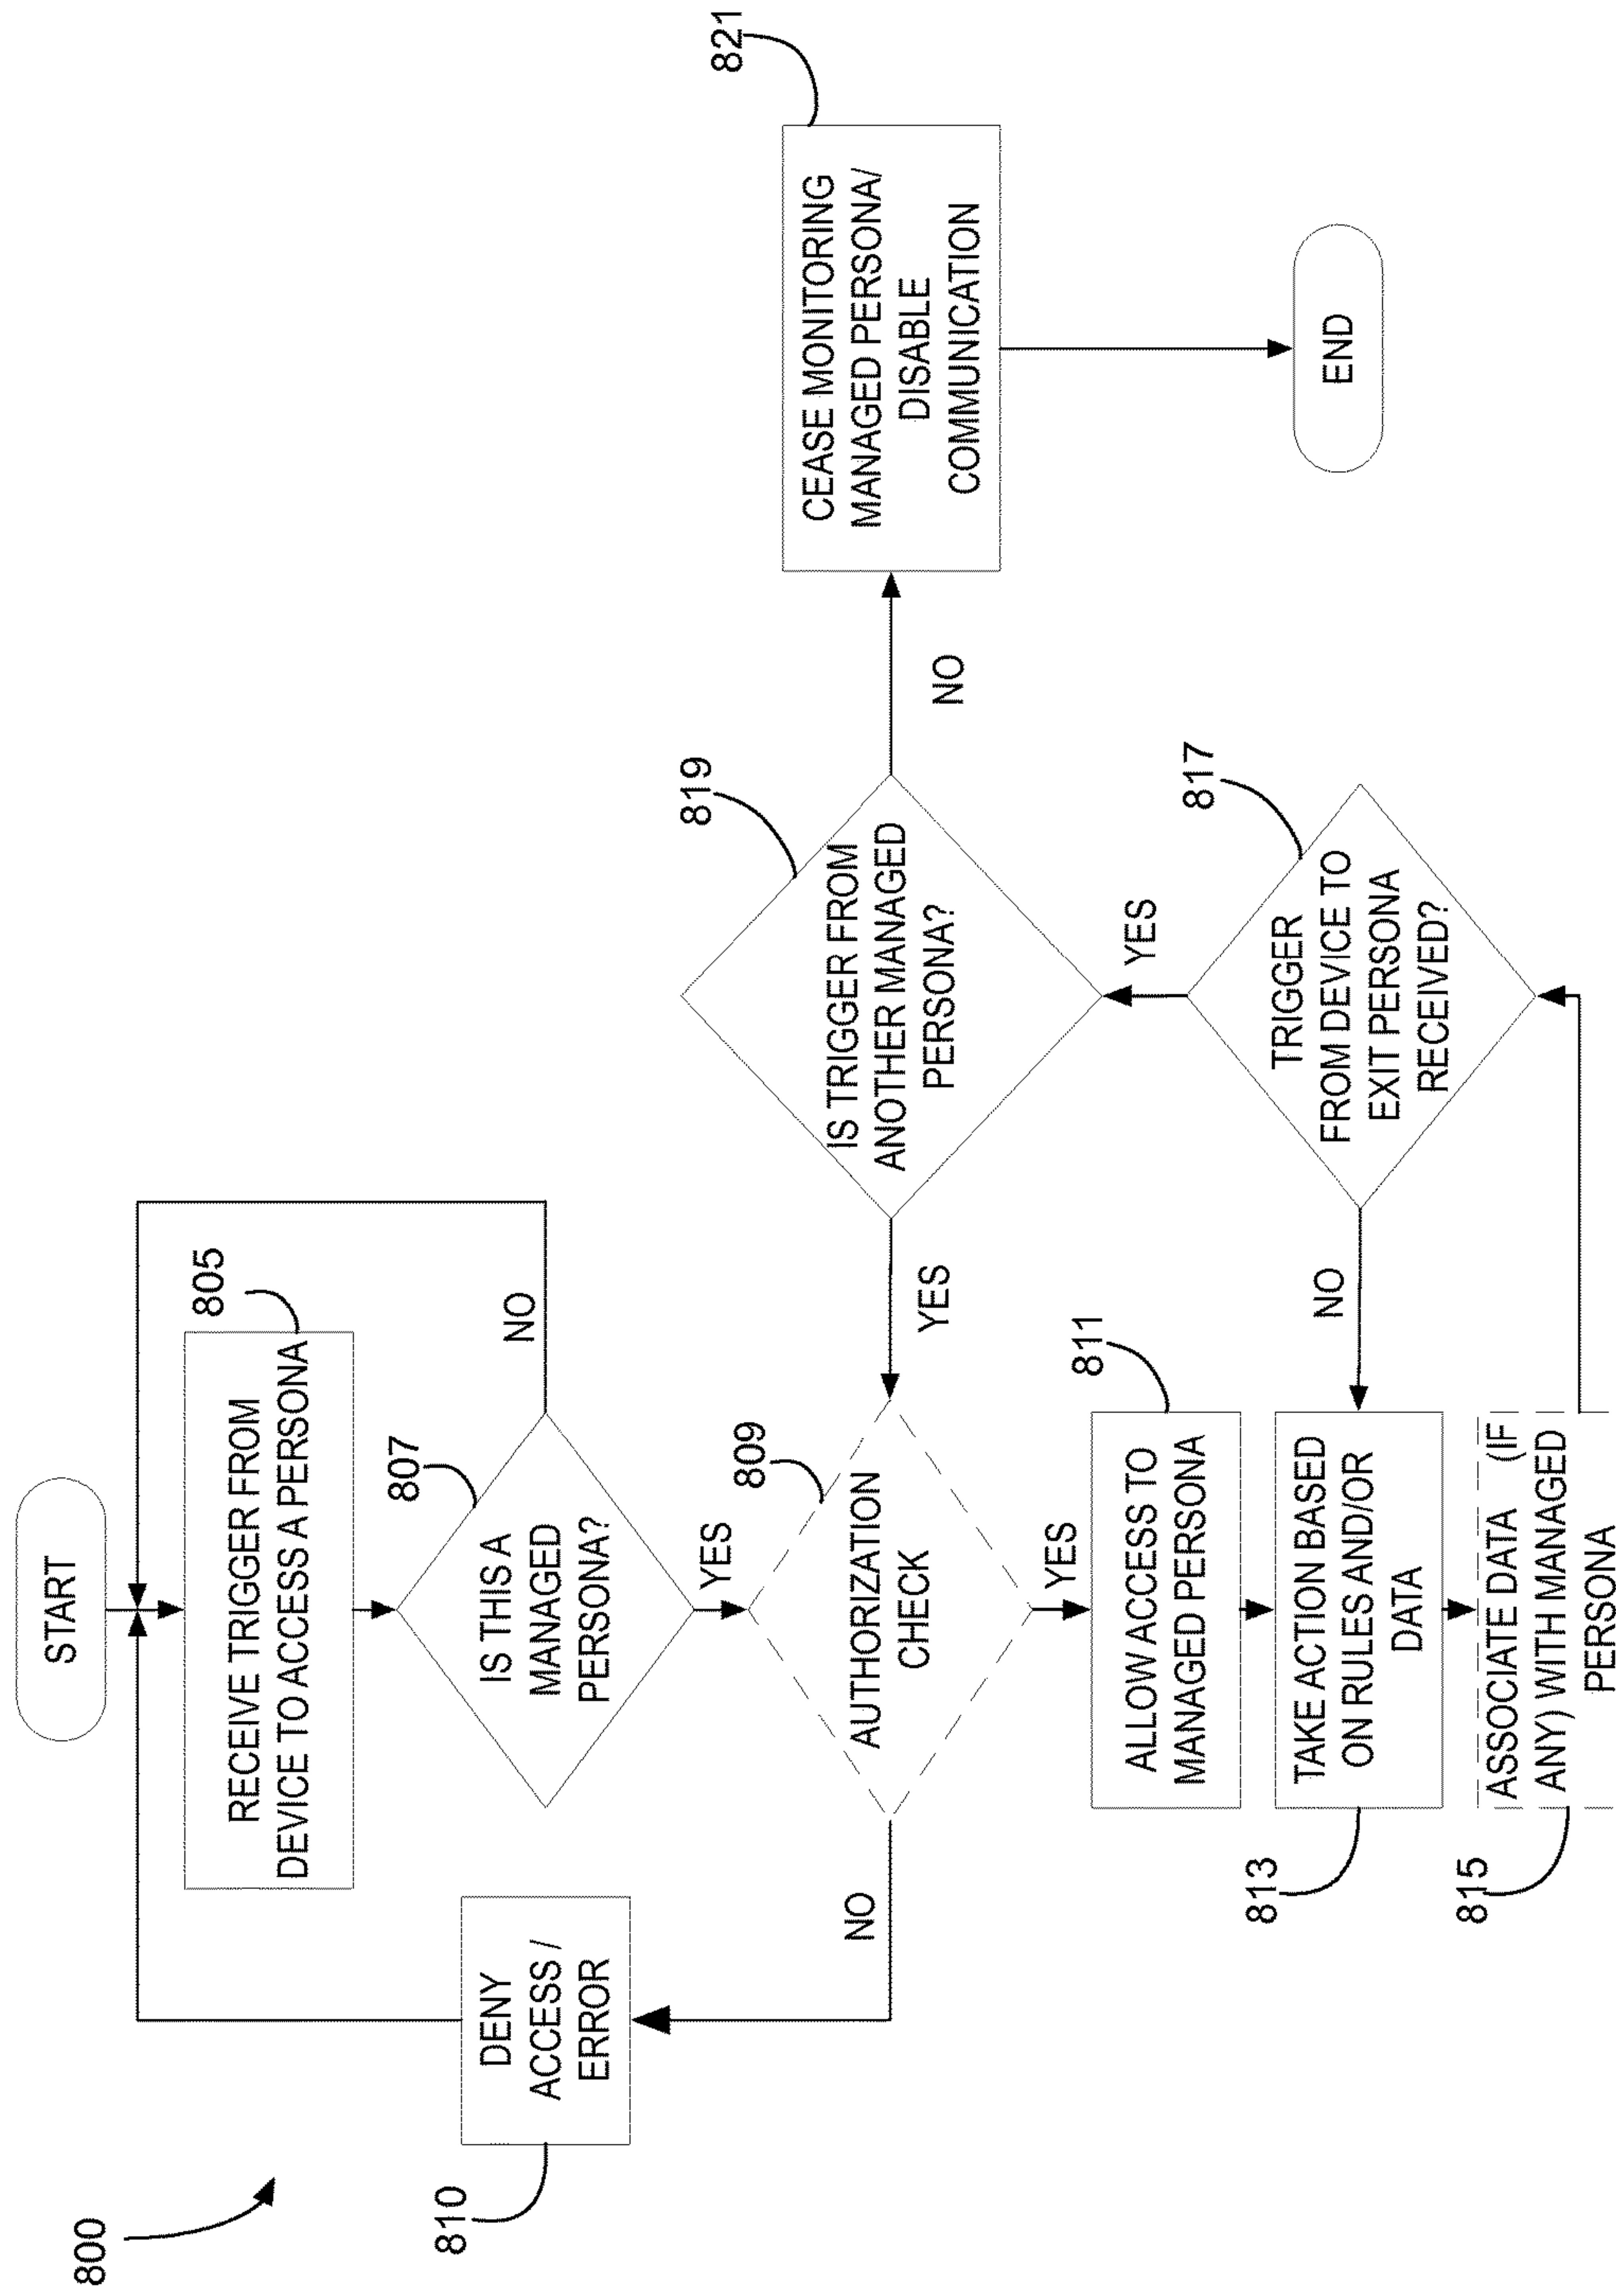 800
START
RECEIVE TRIGGER FROM
DEVICE TO ACCESS A PERSONA
805
IS THIS A
MANAGED
PERSONA?
807
NO
YES
DENY
ACCESS /
ERROR
810
AUTHORIZATION
CHECK
809
NO
YES
ALLOW ACCESS TO
MANAGED PERSONA
811
TAKE ACTION BASED
ON RULES AND/OR
DATA
813
ASSOCIATE DATA (IF
ANY) WITH MANAGED
PERSONA
815
TRIGGER
FROM DEVICE TO
EXIT PERSONA
RECEIVED?
817
NO
YES
IS TRIGGER FROM
ANOTHER MANAGED
PERSONA?
819
YES
NO
CEASE MONITORING
MANAGED PERSONA/
DISABLE
COMMUNICATION
821
END